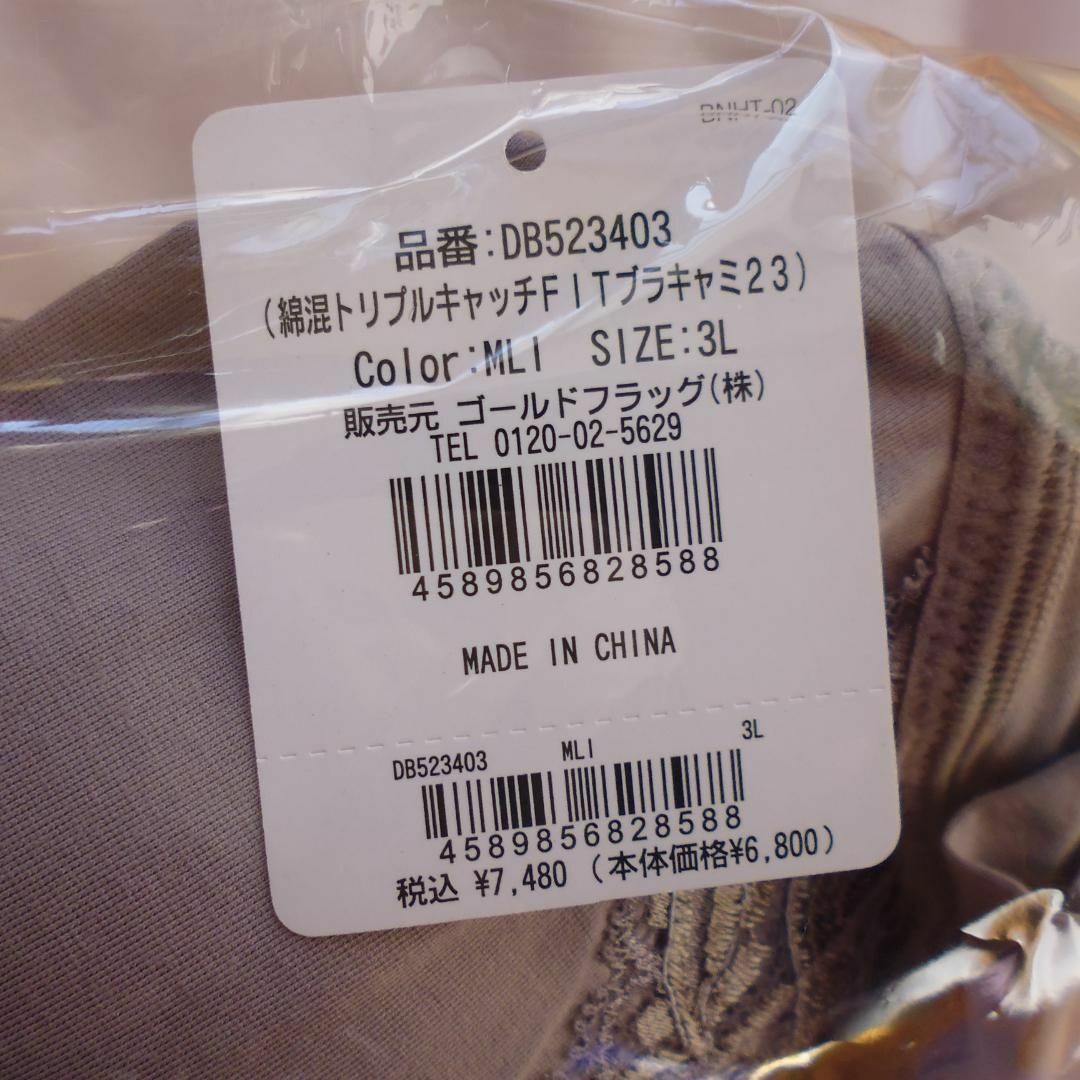 BNHT-02
品番:DB523403
(綿混トリプルキャッチFITブラキャミ23)
Color:MLI SIZE:3L
販売元 ゴールドフラッグ(株)
TEL 0120-02-5629
4589856828588
MADE IN CHINA
DB523403 MLI 3L
4589856828588
税込 ¥7,480 (本体価格¥6,800)